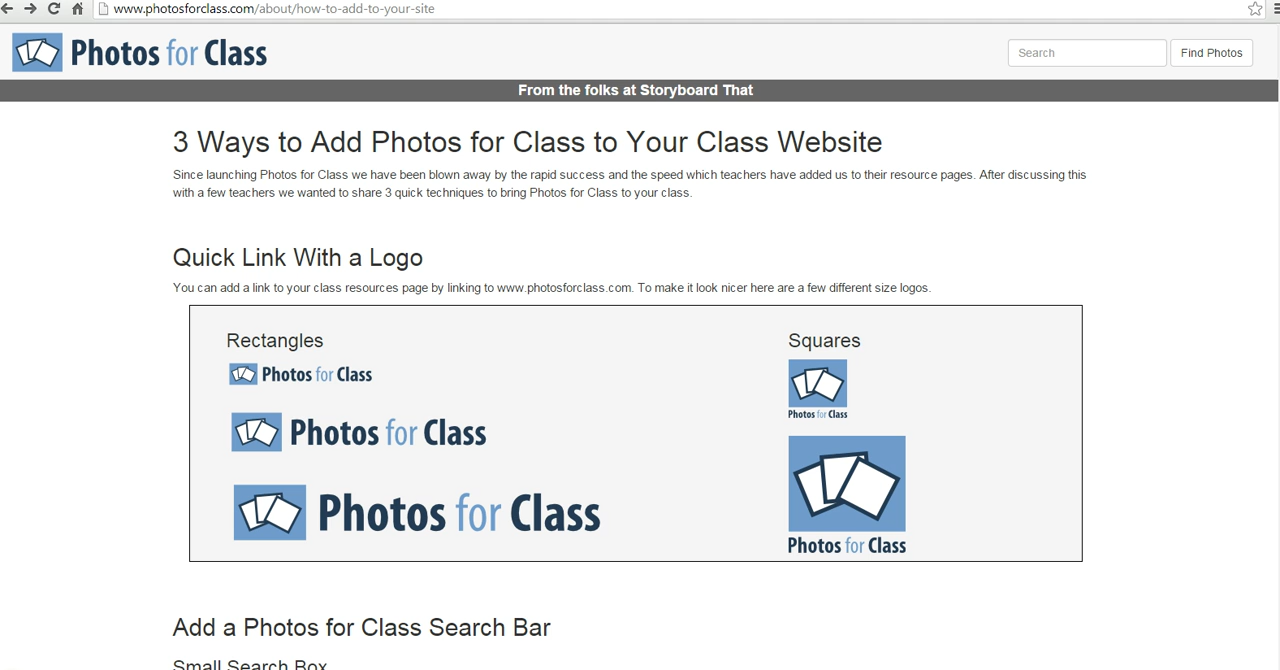 www.photosforclass.com/about/how-to-add-to-your-site
Photos for Class
Search
Find Photos
From the folks at Storyboard That
3 Ways to Add Photos for Class to Your Class Website
Since launching Photos for Class we have been blown away by the rapid success and the speed which teachers have added us to their resource pages. After discussing this
with a few teachers we wanted to share 3 quick techniques to bring Photos for Class to your class.
Quick Link With a Logo
You can add a link to your class resources page by linking to www.photosforclass.com. To make it look nicer here are a few different size logos.
Rectangles
Photos for Class
Photos for Class
Photos for Class
Squares
Photos for Class
Photos for Class
Add a Photos for Class Search Bar
Small Search Box